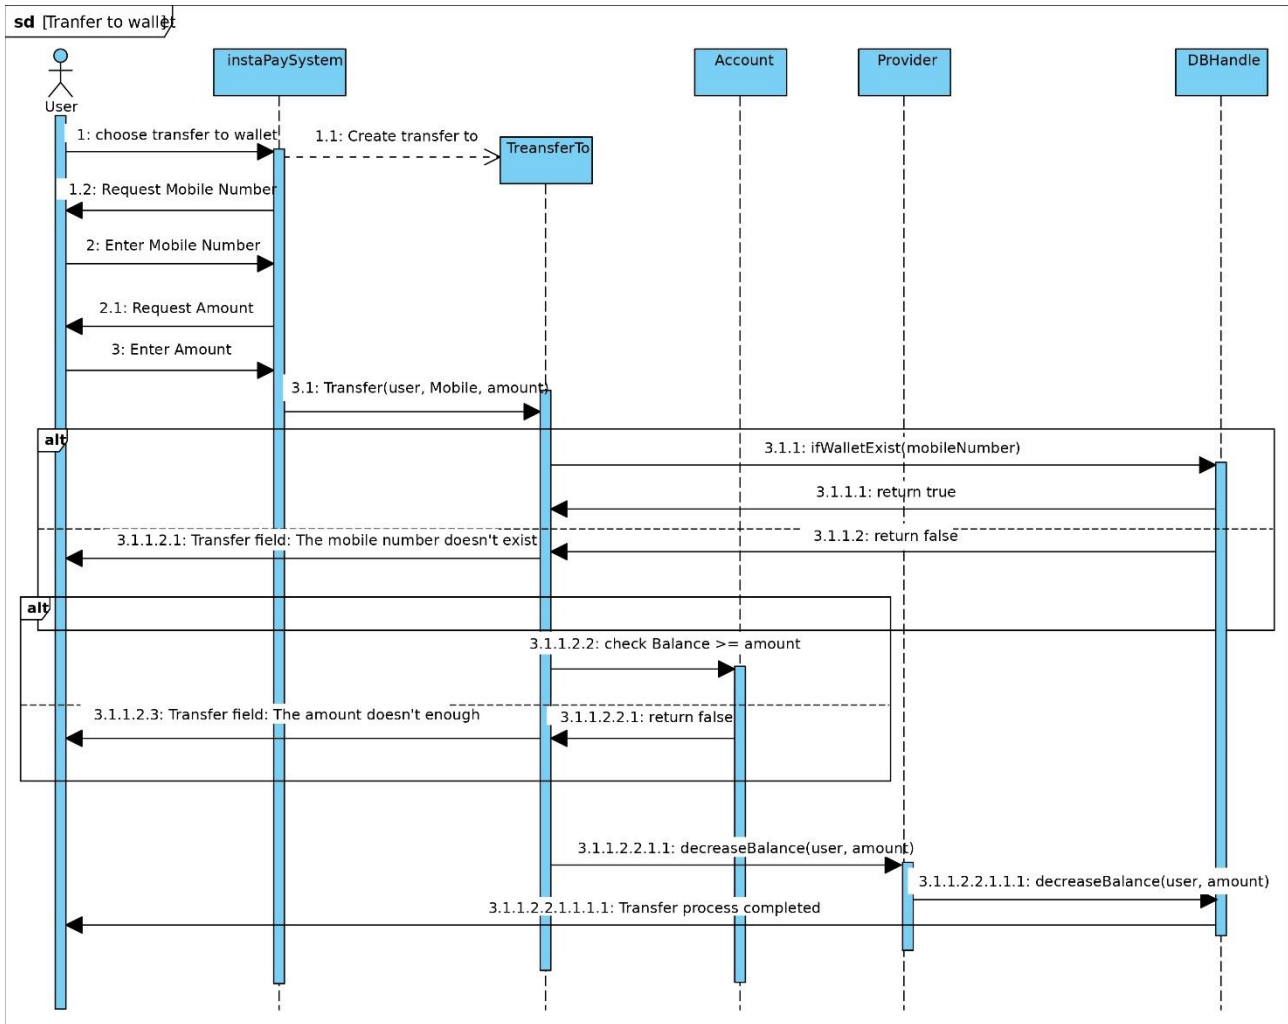 sd [Tranfer to wallet]
instaPaySystem
Account
Provider
DBHandle
User
1: choose transfer to wallet
1.1: Create transfer to
TreansferTo
1.2: Request Mobile Number
2: Enter Mobile Number
2.1: Request Amount
3: Enter Amount
3.1: Transfer(user, Mobile, amount)
alt
3.1.1: ifWalletExist(mobileNumber)
3.1.1.1: return true
3.1.1.2: return false
3.1.1.2.1: Transfer field: The mobile number doesn't exist
alt
3.1.1.2.2: check Balance >= amount
3.1.1.2.3: Transfer field: The amount doesn't enough
3.1.1.2.2.1: return false
3.1.1.2.2.1.1: decreaseBalance(user, amount)
3.1.1.2.2.1.1.1: decreaseBalance(user, amount)
3.1.1.2.2.1.1.1.1: Transfer process completed